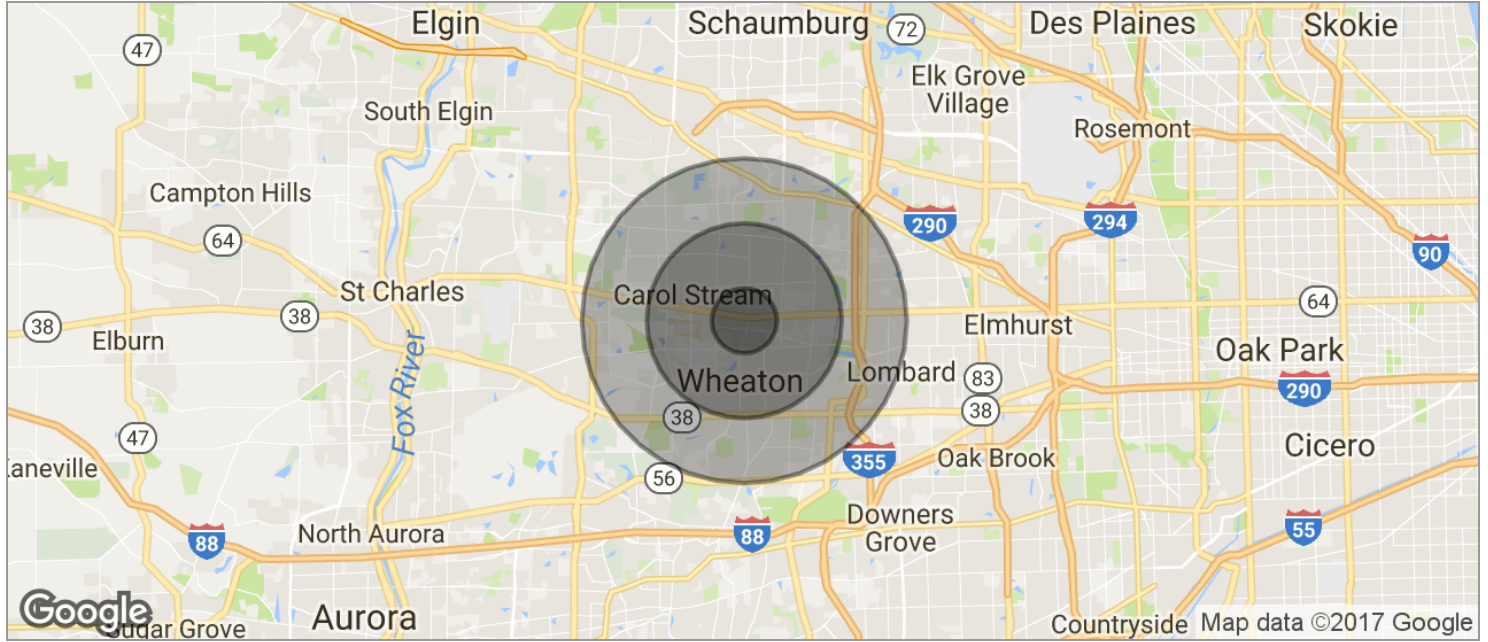 Elgin
Schaumburg
72
Des Plaines
Skokie
47
Elk Grove
Village
South Elgin
Rosemont
Campton Hills
290
294
64
90
St Charles
Carol Stream
64
38
38
Elmhurst
Elburn
Oak Park
Fox River
Wheaton
Lombard
83
290
38
38
47
Cicero
Kaneville
355
Oak Brook
56
Downers
Grove
North Aurora
88
88
55
Google
Sugar Grove
Aurora
Countryside
Map data ©2017 Google